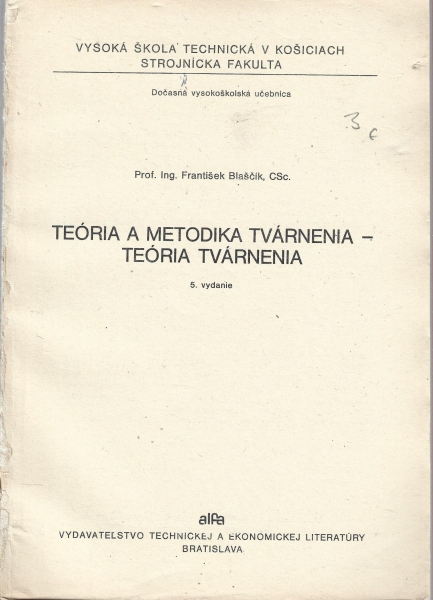 VYSOKÁ ŠKOLA TECHNICKÁ V KOŠICIACH
STROJNÍCKA FAKULTA
Dočasná vysokoškolská učebnica
3 €
Prof. Ing. František Blaščík, CSc.
TEÓRIA A METODIKA TVÁRNENIA –
TEÓRIA TVÁRNENIA
5. vydanie
alfa
VYDAVATEĽSTVO TECHNICKEJ A EKONOMICKEJ LITERATÚRY
BRATISLAVA